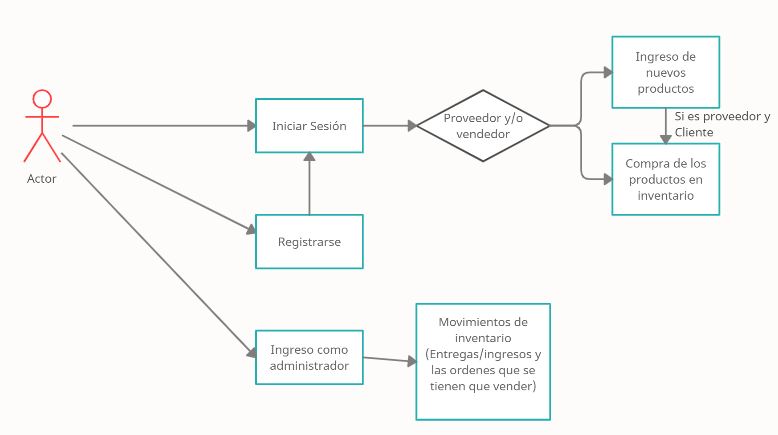 Actor
Iniciar Sesión
Registrarse
Ingreso como
administrador
Proveedor y/o
vendedor
Ingreso de
nuevos
productos
Si es proveedor y
Cliente
Compra de los
productos en
inventario
Movimientos de
inventario
(Entregas/ingresos y
las ordenes que se
tienen que vender)